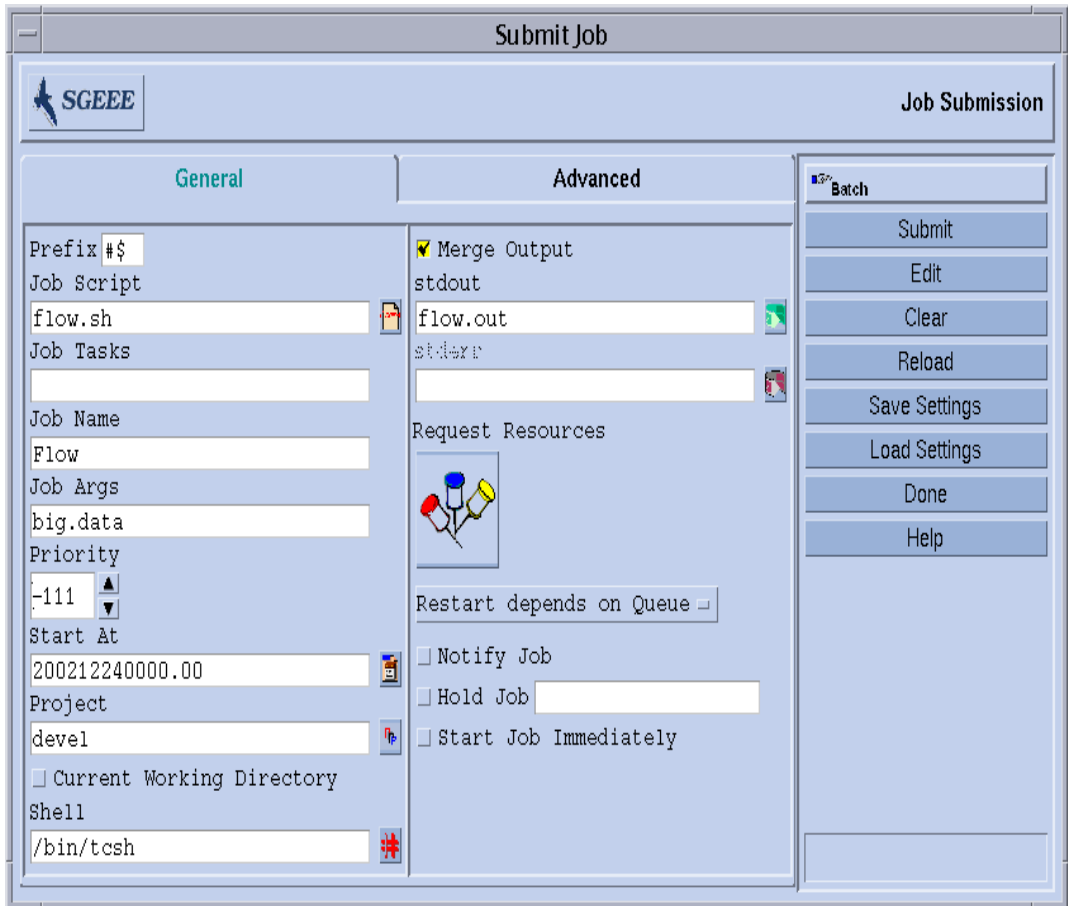 Submit Job
SGEEE
Job Submission
General
Advanced
Prefix #$
Job Script
flow.sh
Job Tasks
Job Name
Flow
Job Args
big.data
Priority
-111
Start At
200212240000.00
Project
devel
Current Working Directory
Shell
/bin/tcsh
Merge Output
stdout
flow.out
stderr
Request Resources
Restart depends on Queue
Notify Job
Hold Job
Start Job Immediately
Batch
Submit
Edit
Clear
Reload
Save Settings
Load Settings
Done
Help